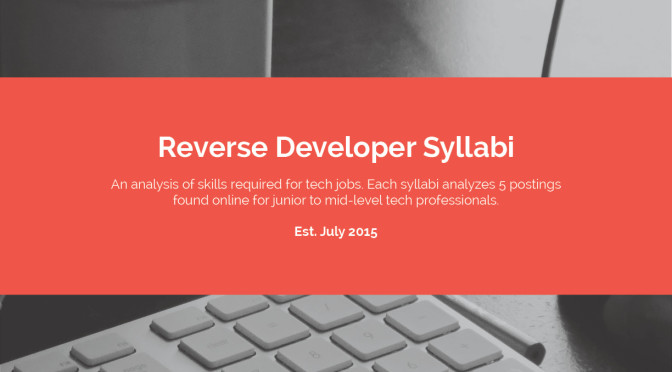 Reverse Developer Syllabi
An analysis of skills required for tech jobs. Each syllabi analyzes 5 postings
found online for junior to mid-level tech professionals.
Est. July 2015